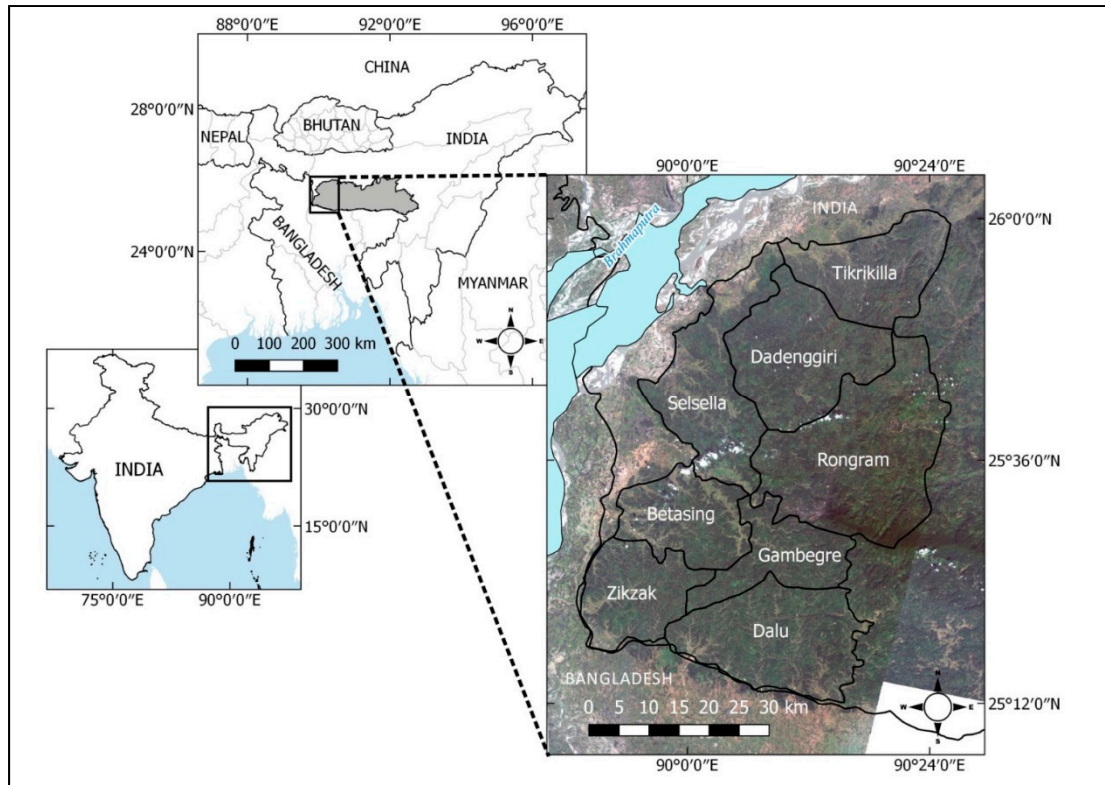 88°0′0″E 92°0′0″E 96°0′0″E
28°0′0″N
24°0′0″N
CHINA
NEPAL
BHUTAN
INDIA
BANGLADESH
MYANMAR
0 100 200 300 km
N
W E
S
INDIA
30°0′0″N
15°0′0″N
75°0′0″E 90°0′0″E
90°0′0″E 90°24′0″E
Brahmaputra
INDIA
26°0′0″N
Tikrikilla
Dadenggiri
Selsella
Rongram
25°36′0″N
Betasing
Gambegre
Zikzak
Dalu
BANGLADESH
0 5 10 15 20 25 30 km
N
W E
S
25°12′0″N
90°0′0″E 90°24′0″E